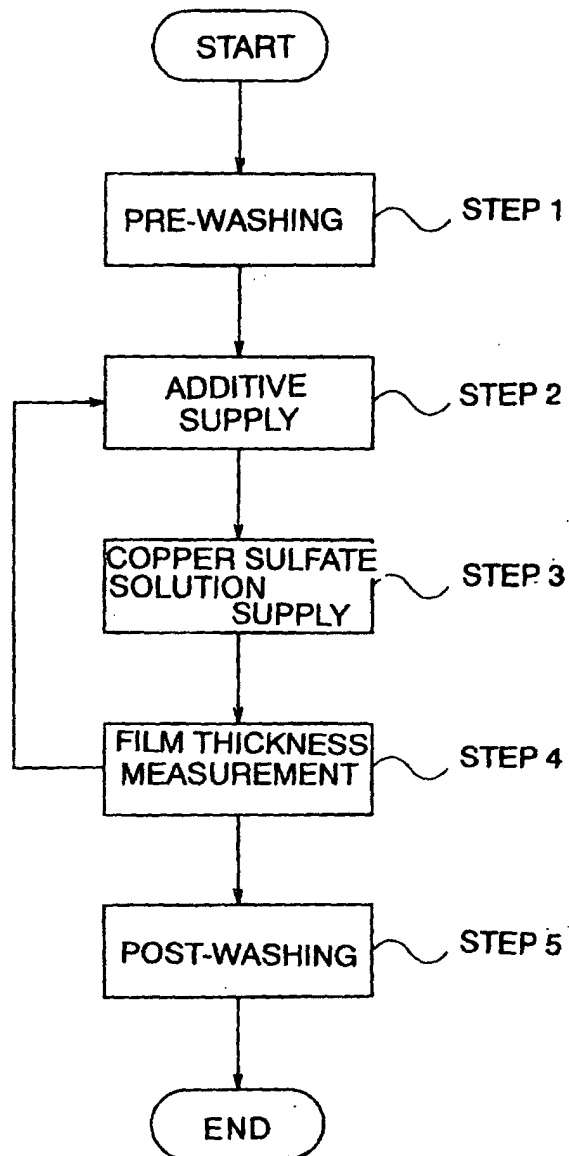 START
PRE-WASHING
STEP 1
ADDITIVE
SUPPLY
STEP 2
COPPER SULFATE
SOLUTION
SUPPLY
STEP 3
FILM THICKNESS
MEASUREMENT
STEP 4
POST-WASHING
STEP 5
END